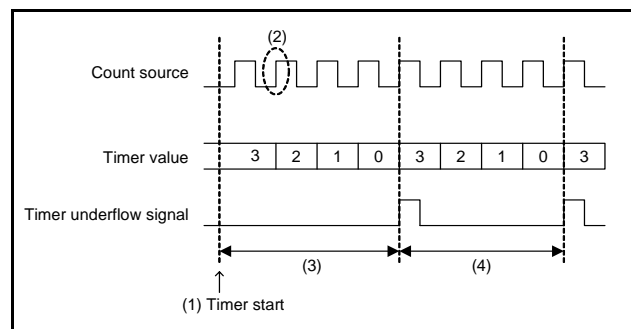 (2)
Count source
Timer value 3 2 1 0 3 2 1 0 3
Timer underflow signal
(3) (4)
(1) Timer start